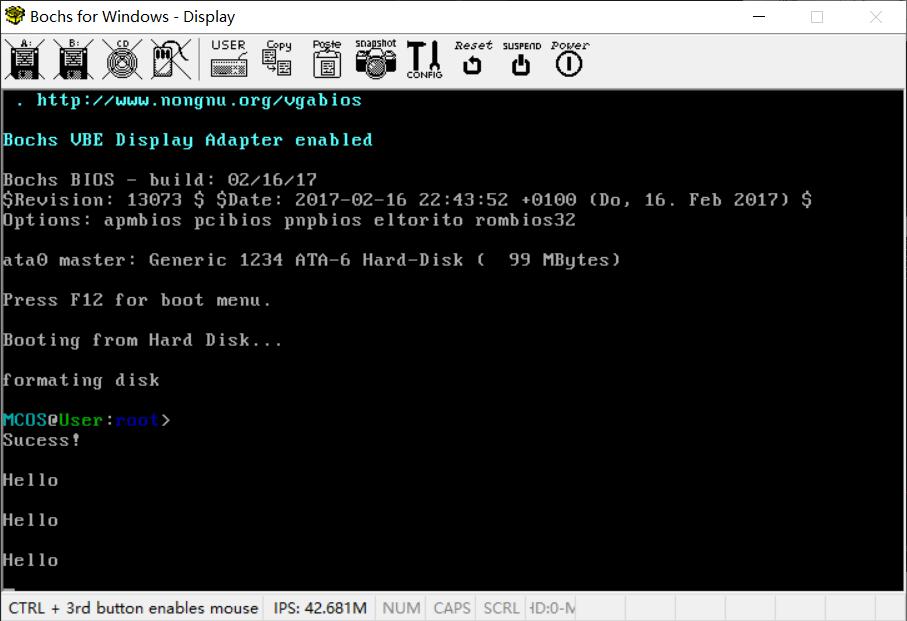 Bochs for Windows - Display
A: B: CD USER Copy Paste snapshot CONFIG Reset SUSPEND Power
. http://www.nongnu.org/vgabios
Bochs VBE Display Adapter enabled
Bochs BIOS - build: 02/16/17
$Revision: 13073 $ $Date: 2017-02-16 22:43:52 +0100 (Do, 16. Feb 2017) $
Options: apmbios pcibios pnpbios eltorito rombios32
ata0 master: Generic 1234 ATA-6 Hard-Disk (  99 MBytes)
Press F12 for boot menu.
Booting from Hard Disk...
formating disk
MCOS@User:root>
Sucess!
Hello
Hello
Hello
CTRL + 3rd button enables mouse IPS: 42.681M NUM CAPS SCRL HD:0-M